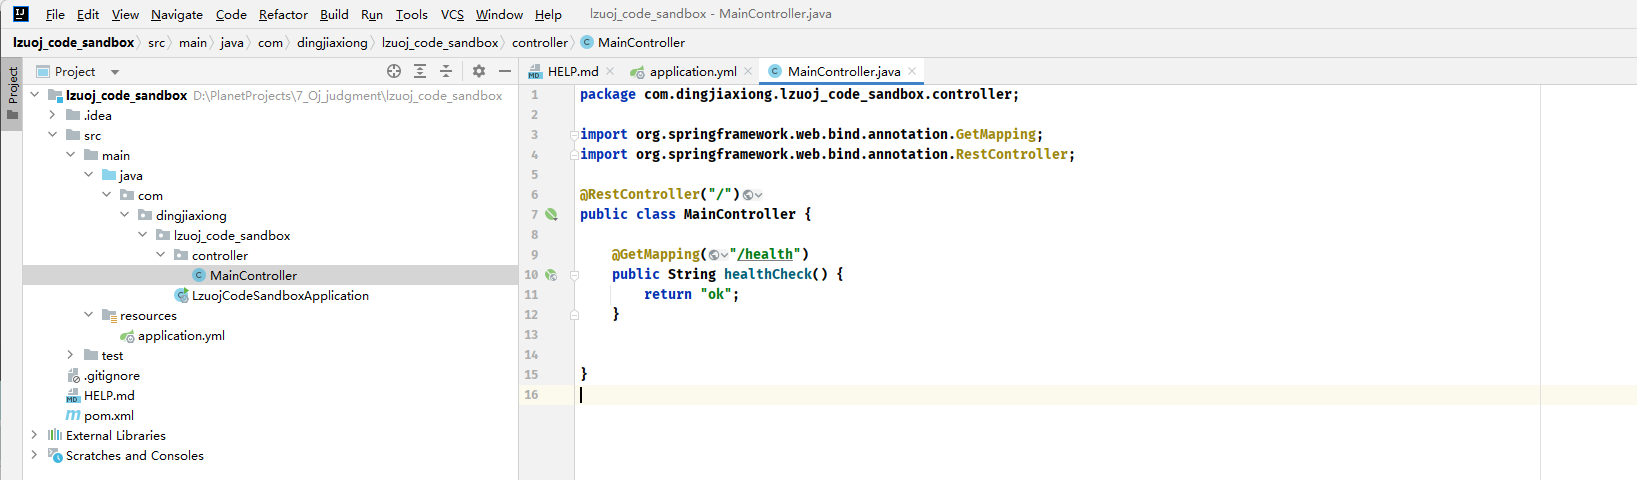 IJ File Edit View Navigate Code Refactor Build Run Tools VCS Window Help lzuoj_code_sandbox - MainController.java
lzuoj_code_sandbox src main java com dingjiaxiong lzuoj_code_sandbox controller C MainController
Project
Project
lzuoj_code_sandbox D:\PlanetProjects\7_Oj_judgment\lzuoj_code_sandbox
.idea
src
main
java
com
dingjiaxiong
lzuoj_code_sandbox
controller
C MainController
C LzuojCodeSandboxApplication
resources
application.yml
test
.gitignore
MD HELP.md
m pom.xml
External Libraries
Scratches and Consoles
MD HELP.md application.yml C MainController.java
1 package com.dingjiaxiong.lzuoj_code_sandbox.controller;
2
3 import org.springframework.web.bind.annotation.GetMapping;
4 import org.springframework.web.bind.annotation.RestController;
5
6 @RestController("/")
7 public class MainController {
8
9 @GetMapping("/health")
10 public String healthCheck() {
11 return "ok";
12 }
13
14
15 }
16